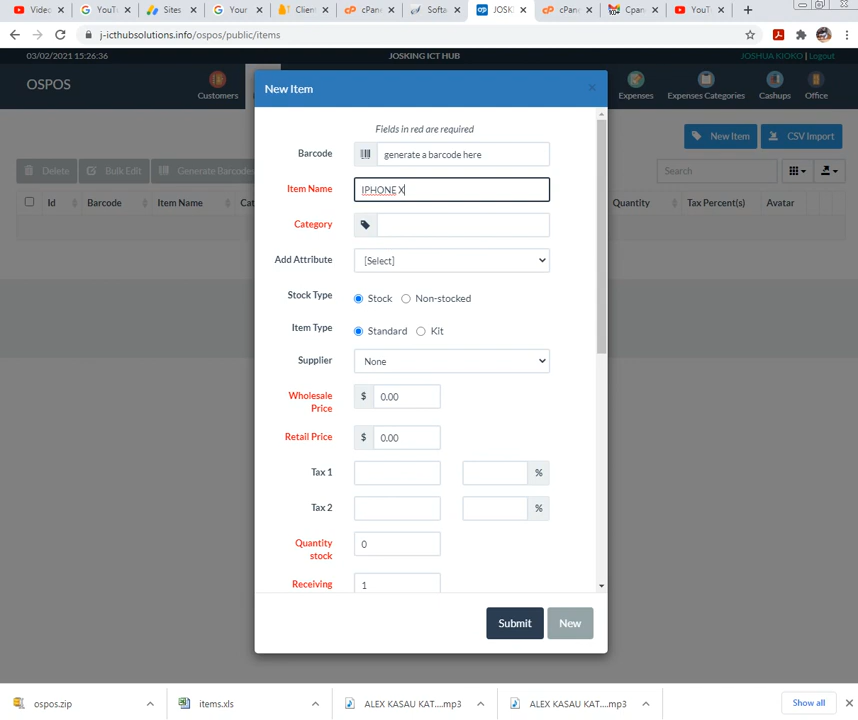 Video
YouTu
Sites
Your
Client
cPane
Softa
JOSKI
cPane
Cpan
YouT
j-icthubsolutions.info/ospos/public/items
03/02/2021 15:26:36
JOSKING ICT HUB
JOSHUA KIOKO | Logout
OSPOS
Customers
Expenses
Expenses Categories
Cashups
Office
New Item
CSV Import
Delete
Bulk Edit
Generate Barcodes
Search
Id
Barcode
Item Name
Cat
Quantity
Tax Percent(s)
Avatar
New Item
Fields in red are required
Barcode
generate a barcode here
Item Name
IPHONE X
Category
Add Attribute
[Select]
Stock Type
Stock
Non-stocked
Item Type
Standard
Kit
Supplier
None
Wholesale
Price
$ 0.00
Retail Price
$ 0.00
Tax 1
%
Tax 2
%
Quantity
stock
0
Receiving
1
Submit
New
ospos.zip
items.xls
ALEX KASAU KAT....mp3
ALEX KASAU KAT....mp3
Show all